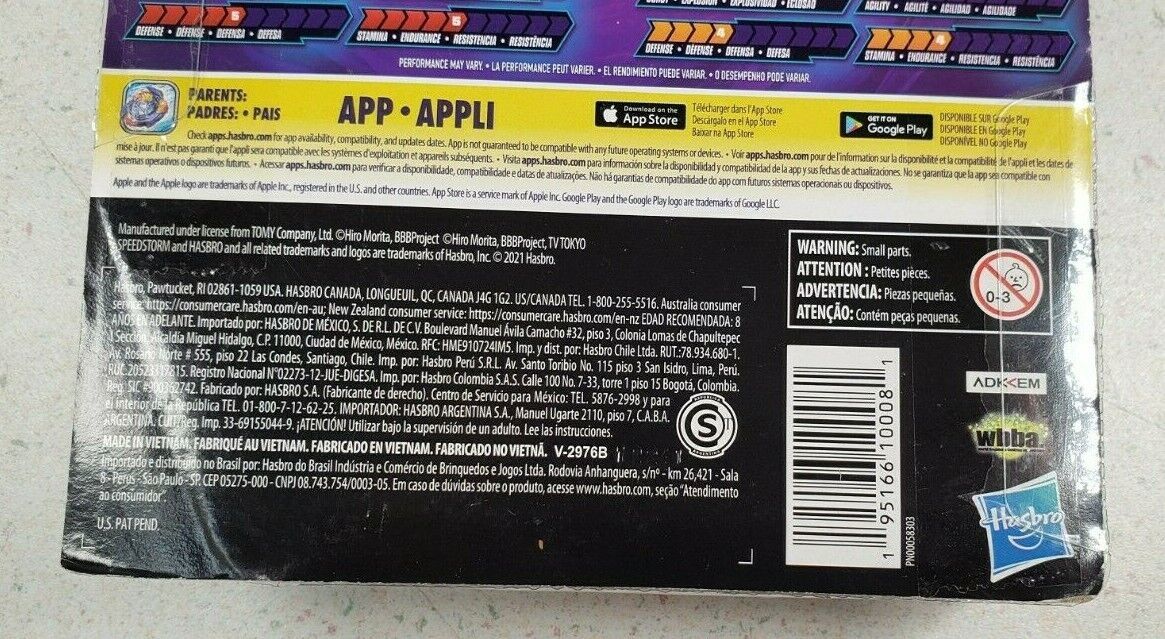 BURST • EXPLOSION • EXPLOSIVIDAD • ECLOSÃO
AGILITY • AGILITÉ • AGILIDAD • AGILIDADE
5
5
4
4
DEFENSE • DÉFENSE • DEFENSA • DEFESA
STAMINA • ENDURANCE • RESISTENCIA • RESISTÊNCIA
DEFENSE • DÉFENSE • DEFENSA • DEFESA
STAMINA • ENDURANCE • RESISTENCIA • RESISTÊNCIA
PERFORMANCE MAY VARY. • LA PERFORMANCE PEUT VARIER. • EL RENDIMIENTO PUEDE VARIAR. • O DESEMPENHO PODE VARIAR.
PARENTS:
PADRES: • PAIS
APP • APPLI
Download on the
App Store
Télécharger dans l'App Store
Descárgalo en el App Store
Baixar na App Store
GET IT ON
Google Play
DISPONIBLE SUR Google Play
DISPONIBLE EN Google Play
DISPONÍVEL NO Google Play
Check apps.hasbro.com for app availability, compatibility, and updates dates. App is not guaranteed to be compatible with any future operating systems or devices. • Voir apps.hasbro.com pour de l'information sur la disponibilité et la compatibilité de l'appli et les dates de
mise à jour. Il n'est pas garanti que l'appli sera compatible avec les systèmes d'exploitation et appareils subséquents. • Visita apps.hasbro.com para información sobre la disponibilidad y compatibilidad de la app y sus fechas de actualizaciones. No se garantiza que la app sea compatible con
sistemas operativos o dispositivos futuros. • Acessar apps.hasbro.com para verificar a disponibilidade, compatibilidade e datas de atualizações. Não há garantias de compatibilidade do app com futuros sistemas operacionais ou dispositivos.
Apple and the Apple logo are trademarks of Apple Inc., registered in the U.S. and other countries. App Store is a service mark of Apple Inc. Google Play and the Google Play logo are trademarks of Google LLC.
Manufactured under license from TOMY Company, Ltd. ©Hiro Morita, BBBProject ©Hiro Morita, BBBProject, TV TOKYO
SPEEDSTORM and HASBRO and all related trademarks and logos are trademarks of Hasbro, Inc. © 2021 Hasbro.
Hasbro, Pawtucket, RI 02861-1059 USA. HASBRO CANADA, LONGUEUIL, QC, CANADA J4G 1G2. US/CANADA TEL. 1-800-255-5516. Australia consumer
service: https://consumercare.hasbro.com/en-au; New Zealand consumer service: https://consumercare.hasbro.com/en-nz EDAD RECOMENDADA: 8
AÑOS EN ADELANTE. Importado por: HASBRO DE MÉXICO, S. DE R.L. DE C.V. Boulevard Manuel Ávila Camacho #32, piso 3, Colonia Lomas de Chapultepec
I Sección, Alcaldía Miguel Hidalgo, C.P. 11000, Ciudad de México, México. RFC: HME910724IM5. Imp. y dist. por: Hasbro Chile Ltda. RUT.:78.934.680-1.
Av. Rosario Norte # 555, piso 22 Las Condes, Santiago, Chile. Imp. por: Hasbro Perú S.R.L. Av. Santo Toribio No. 115 piso 3 San Isidro, Lima, Perú.
RUC 20523317815. Registro Nacional N°02273-12-JUE-DIGESA. Imp. por: Hasbro Colombia S.A.S. Calle 100 No. 7-33, torre 1 piso 15 Bogotá, Colombia.
Reg. SIC #900362742. Fabricado por: HASBRO S.A. (Fabricante de derecho). Centro de Servicio para México: TEL. 5876-2998 y para
el interior de la República TEL. 01-800-7-12-62-25. IMPORTADOR: HASBRO ARGENTINA S.A., Manuel Ugarte 2110, piso 7, C.A.B.A.
ARGENTINA. CUIT/Reg. Imp. 33-69155044-9. ¡ATENCIÓN! Utilizar bajo la supervisión de un adulto. Lee las instrucciones.
MADE IN VIETNAM. FABRIQUÉ AU VIETNAM. FABRICADO EN VIETNAM. FABRICADO NO VIETNÃ. V-2976B
Importado e distribuído no Brasil por: Hasbro do Brasil Indústria e Comércio de Brinquedos e Jogos Ltda. Rodovia Anhanguera, s/nº - km 26,421 - Sala
8 - Perus - São Paulo - SP, CEP 05275-000 - CNPJ 08.743.754/0003-05. Em caso de dúvidas sobre o produto, acesse www.hasbro.com, seção "Atendimento
ao consumidor".
U.S. PAT PEND.
S
WARNING: Small parts.
ATTENTION : Petites pièces.
ADVERTENCIA: Piezas pequeñas.
ATENÇÃO: Contém peças pequenas.
0-3
1 95166 10008 1
PN00058303
ADK EM
wbba.
Hasbro